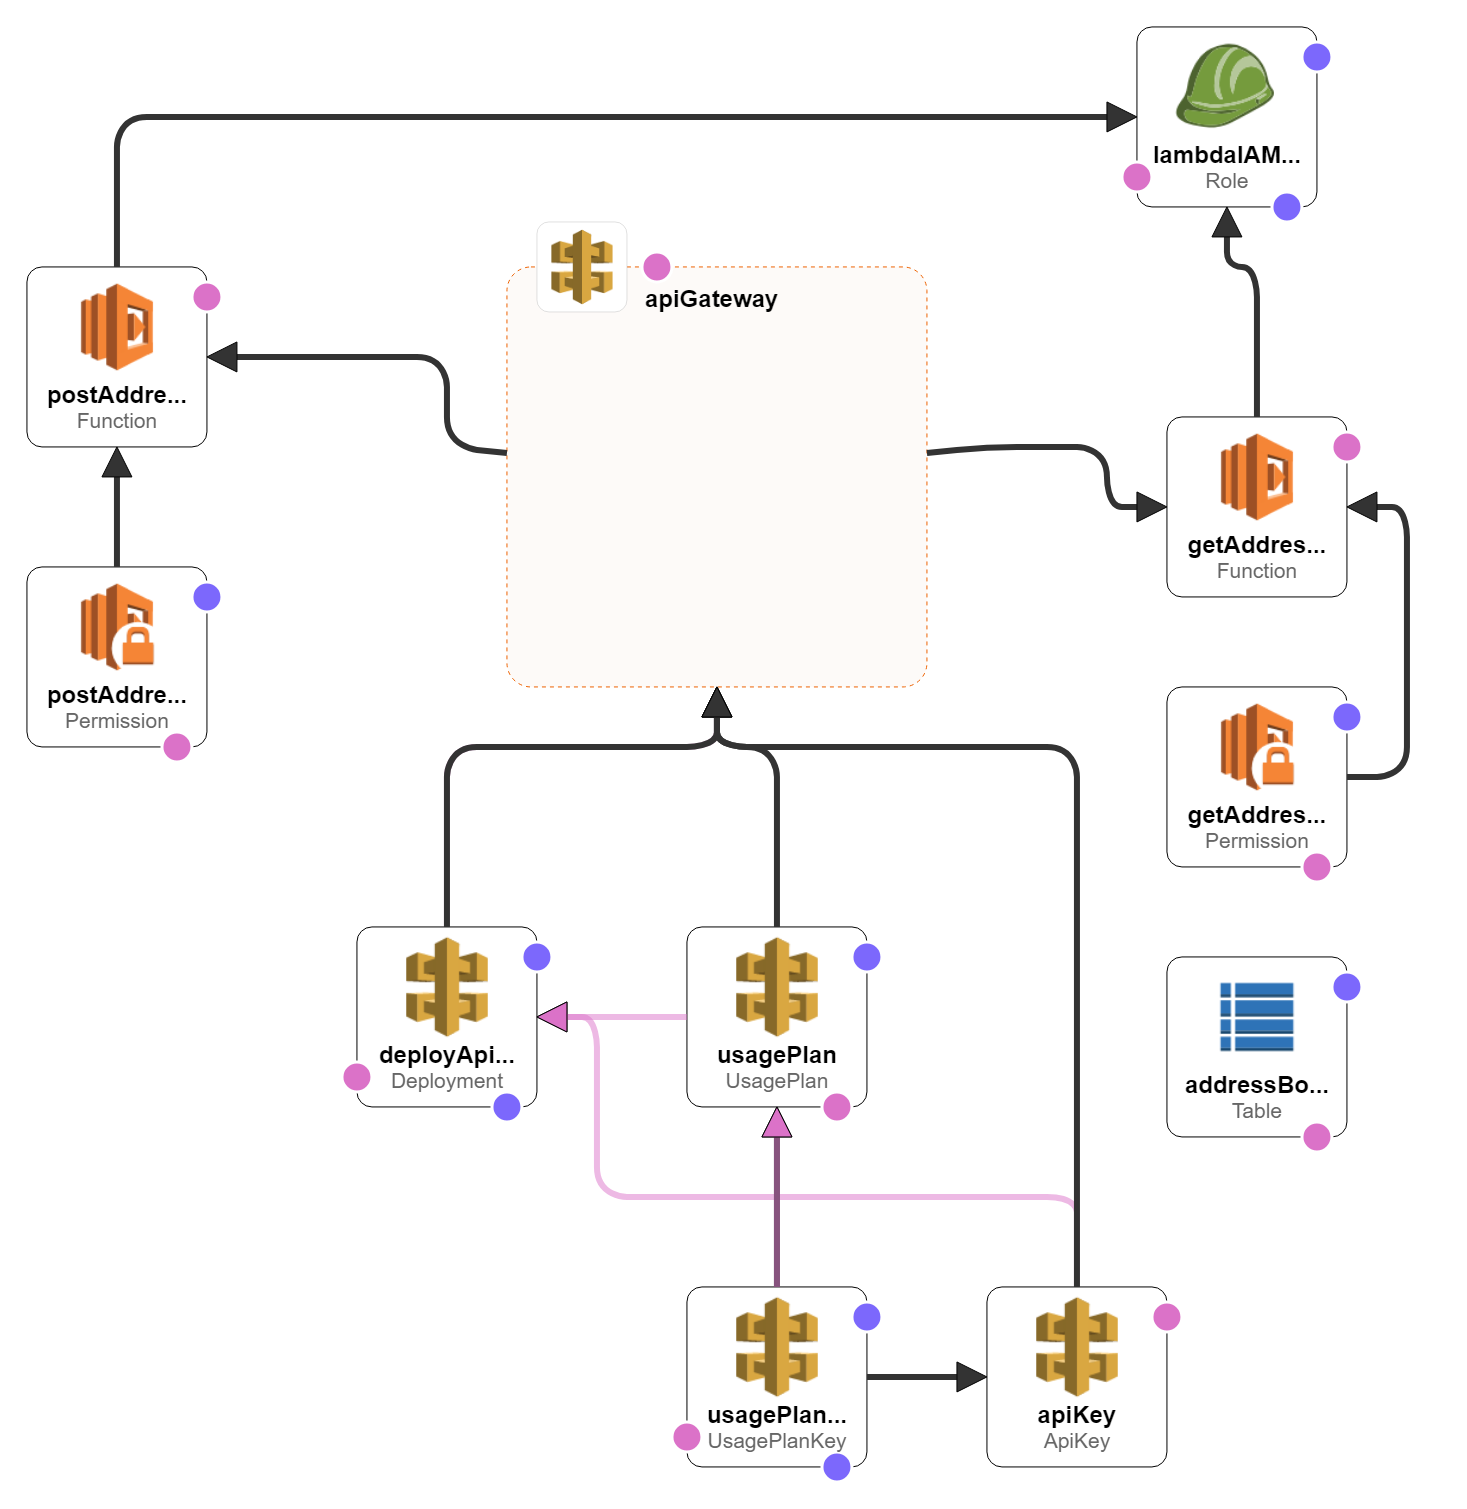 lambdaIAM...
Role
apiGateway
postAddre...
Function
getAddres...
Function
postAddre...
Permission
getAddres...
Permission
deployApi...
Deployment
usagePlan
UsagePlan
addressBo...
Table
usagePlan...
UsagePlanKey
apiKey
ApiKey